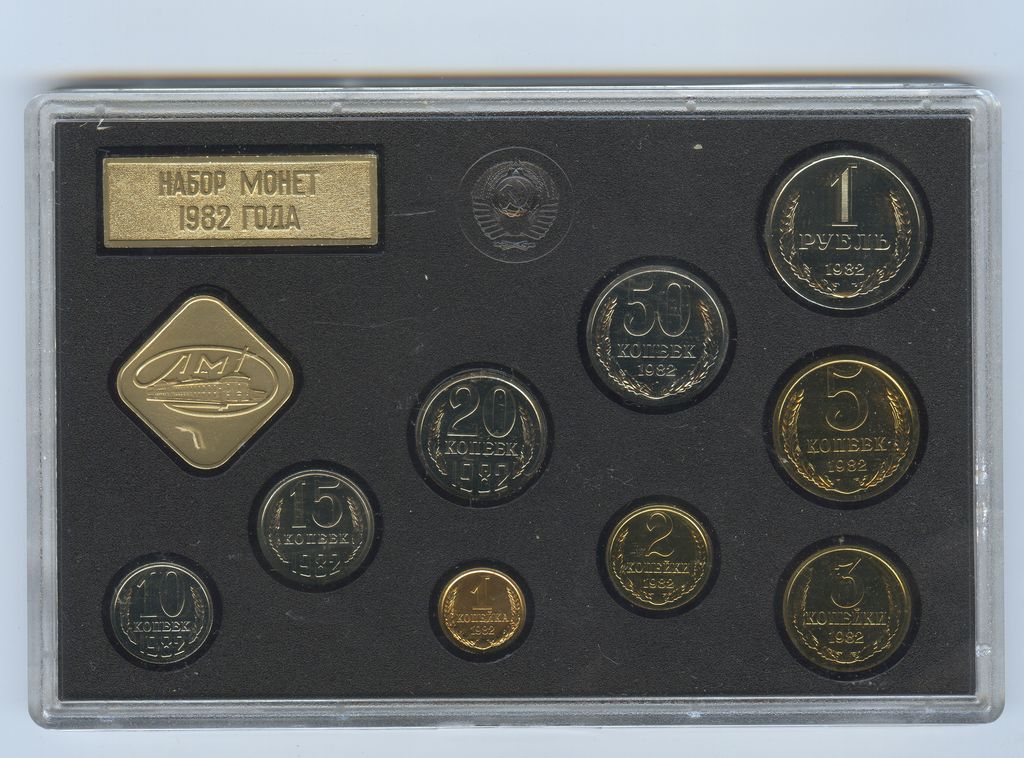 НАБОР МОНЕТ
1982 ГОДА
1
РУБЛЬ
1982
50
КОПЕЕК
1982
ЛМД
5
КОПЕЕК
1982
20
КОПЕЕК
1982
15
КОПЕЕК
1982
2
КОПЕЙКИ
1982
3
КОПЕЙКИ
1982
10
КОПЕЕК
1982
1
КОПЕЙКА
1982